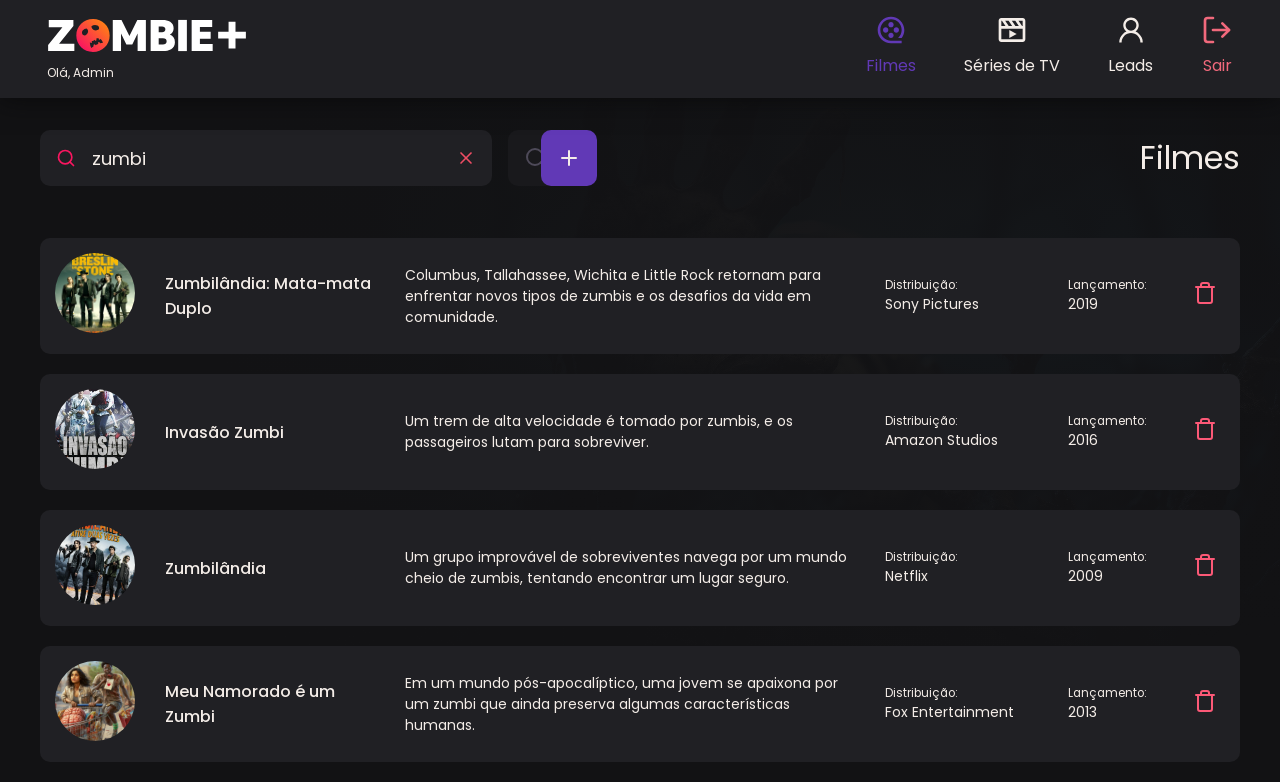 ZOMBIE+
Olá, Admin
Filmes
Séries de TV
Leads
Sair
zumbi
Filmes
BRESLIN
STONE
Zumbilândia: Mata-mata
Duplo
Columbus, Tallahassee, Wichita e Little Rock retornam para
enfrentar novos tipos de zumbis e os desafios da vida em
comunidade.
Distribuição:
Sony Pictures
Lançamento:
2019
INVASÃO
Invasão Zumbi
Um trem de alta velocidade é tomado por zumbis, e os
passageiros lutam para sobreviver.
Distribuição:
Amazon Studios
Lançamento:
2016
Zumbilândia
Um grupo improvável de sobreviventes navega por um mundo
cheio de zumbis, tentando encontrar um lugar seguro.
Distribuição:
Netflix
Lançamento:
2009
Meu Namorado é um
Zumbi
Em um mundo pós-apocalíptico, uma jovem se apaixona por
um zumbi que ainda preserva algumas características
humanas.
Distribuição:
Fox Entertainment
Lançamento:
2013